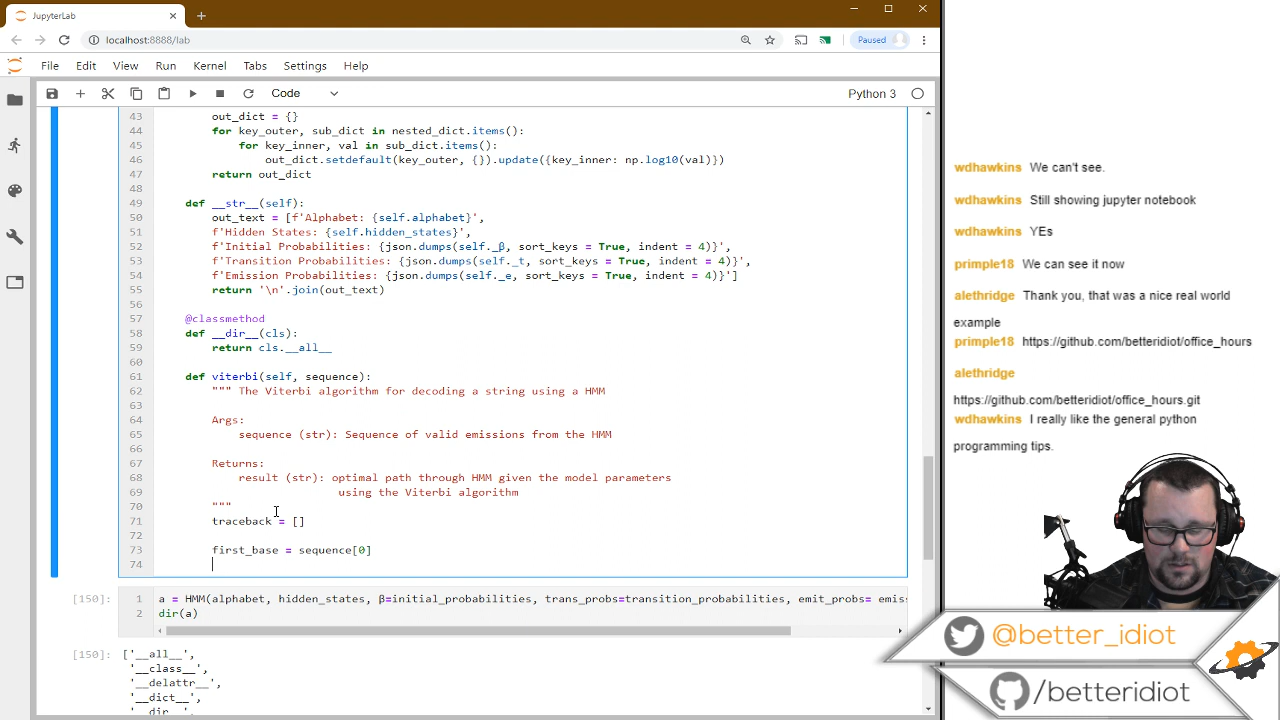 JupyterLab
localhost:8888/lab
Paused
File Edit View Run Kernel Tabs Settings Help
Code
Python 3
43 out_dict = {}
44 for key_outer, sub_dict in nested_dict.items():
45 for key_inner, val in sub_dict.items():
46 out_dict.setdefault(key_outer, {}).update({key_inner: np.log10(val)})
47 return out_dict
48
49 def __str__(self):
50 out_text = [f'Alphabet: {self.alphabet}',
51 f'Hidden States: {self.hidden_states}',
52 f'Initial Probabilities: {json.dumps(self._β, sort_keys = True, indent = 4)}',
53 f'Transition Probabilities: {json.dumps(self._t, sort_keys = True, indent = 4)}',
54 f'Emission Probabilities: {json.dumps(self._e, sort_keys = True, indent = 4)}']
55 return '\n'.join(out_text)
56
57 @classmethod
58 def __dir__(cls):
59 return cls.__all__
60
61 def viterbi(self, sequence):
62 """ The Viterbi algorithm for decoding a string using a HMM
63
64 Args:
65 sequence (str): Sequence of valid emissions from the HMM
66
67 Returns:
68 result (str): optimal path through HMM given the model parameters
69 using the Viterbi algorithm
70 """
71 traceback = []
72
73 first_base = sequence[0]
74
[150]: 1 a = HMM(alphabet, hidden_states, β=initial_probabilities, trans_probs=transition_probabilities, emit_probs= emiss
2 dir(a)
[150]: ['__all__',
'__class__',
'__delattr__',
'__dict__',
'__dir__',
wdhawkins We can't see.
wdhawkins Still showing jupyter notebook
wdhawkins YEs
primple18 We can see it now
alethridge Thank you, that was a nice real world
example
primple18 https://github.com/betteridiot/office_hours
alethridge
https://github.com/betteridiot/office_hours.git
wdhawkins I really like the general python
programming tips.
@better_idiot
/betteridiot